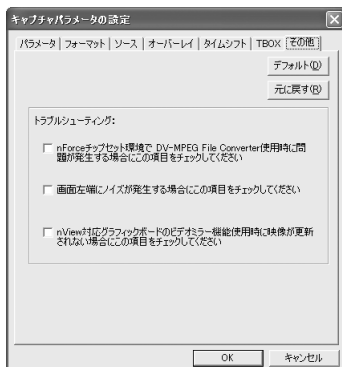 キャプチャパラメータの設定
パラメータ フォーマット ソース オーバーレイ タイムシフト TBOX その他
デフォルト(D)
元に戻す(R)
トラブルシューティング:
nForceチップセット環境で DV-MPEG File Converter使用時に問
題が発生する場合にこの項目をチェックしてください
画面左端にノイズが発生する場合にこの項目をチェックしてください
nView対応グラフィックボードのビデオミラー機能使用時に映像が更新
されない場合にこの項目をチェックしてください
OK キャンセル